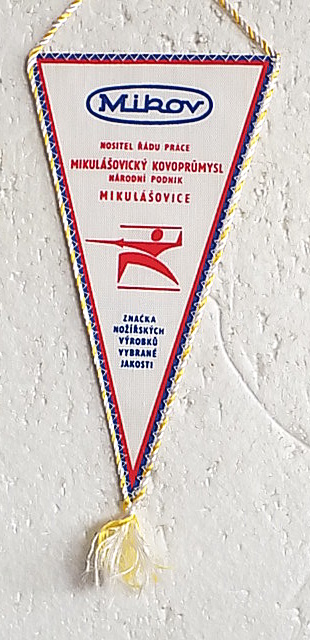 Mikov
NOSITEL ŘÁDU PRÁCE
MIKULÁŠOVICKÝ KOVOPRŮMYSL
NÁRODNÍ PODNIK
MIKULÁŠOVICE
ZNAČKA
NOŽÍŘSKÝCH
VÝROBKŮ
VYBRANÉ
JAKOSTI